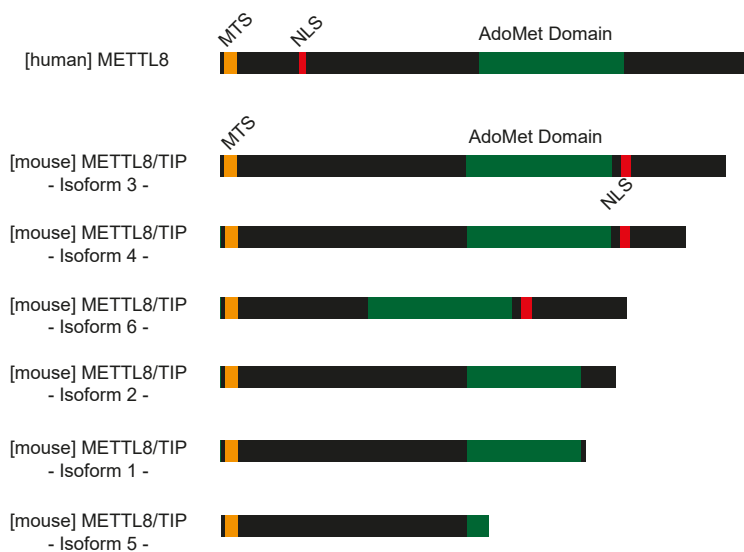 MTS
NLS
AdoMet Domain
[human] METTL8
MTS
AdoMet Domain
[mouse] METTL8/TIP
- Isoform 3 -
NLS
[mouse] METTL8/TIP
- Isoform 4 -
[mouse] METTL8/TIP
- Isoform 6 -
[mouse] METTL8/TIP
- Isoform 2 -
[mouse] METTL8/TIP
- Isoform 1 -
[mouse] METTL8/TIP
- Isoform 5 -